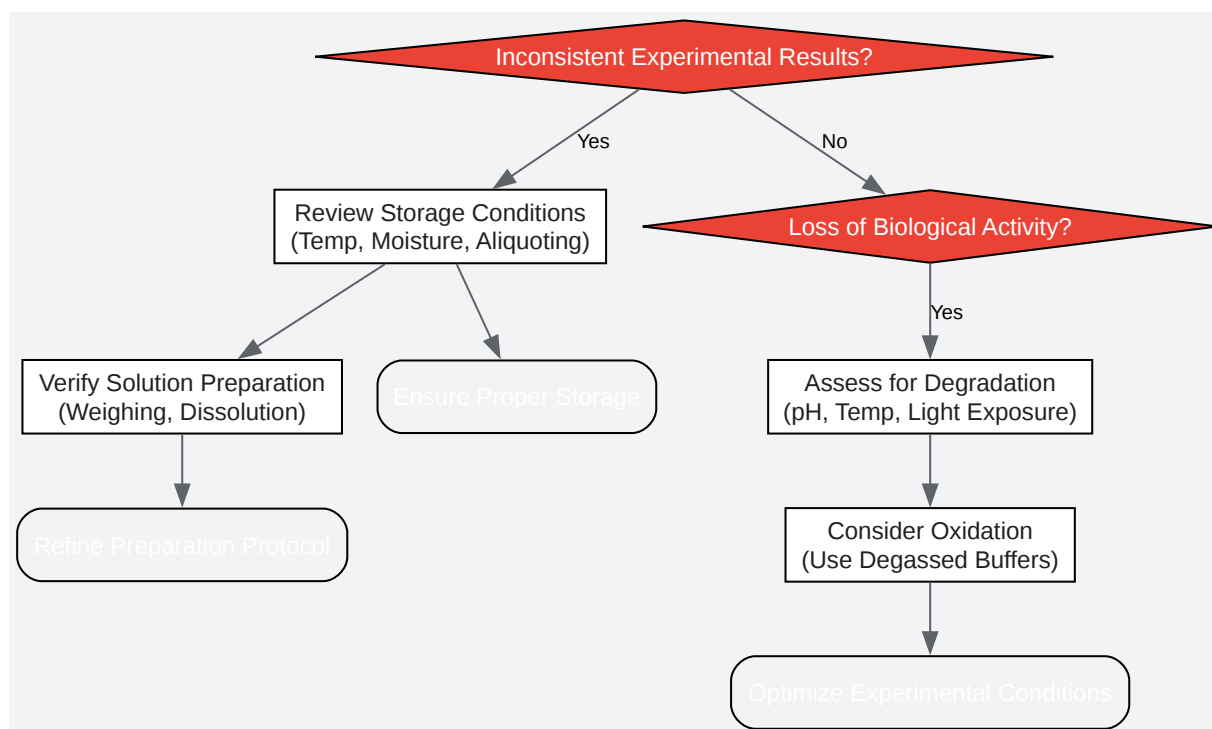 Inconsistent Experimental Results?
Yes
No
Review Storage Conditions
(Temp, Moisture, Aliquoting)
Loss of Biological Activity?
Yes
Verify Solution Preparation
(Weighing, Dissolution)
Ensure Proper Storage
Assess for Degradation
(pH, Temp, Light Exposure)
Refine Preparation Protocol
Consider Oxidation
(Use Degassed Buffers)
Optimize Experimental Conditions